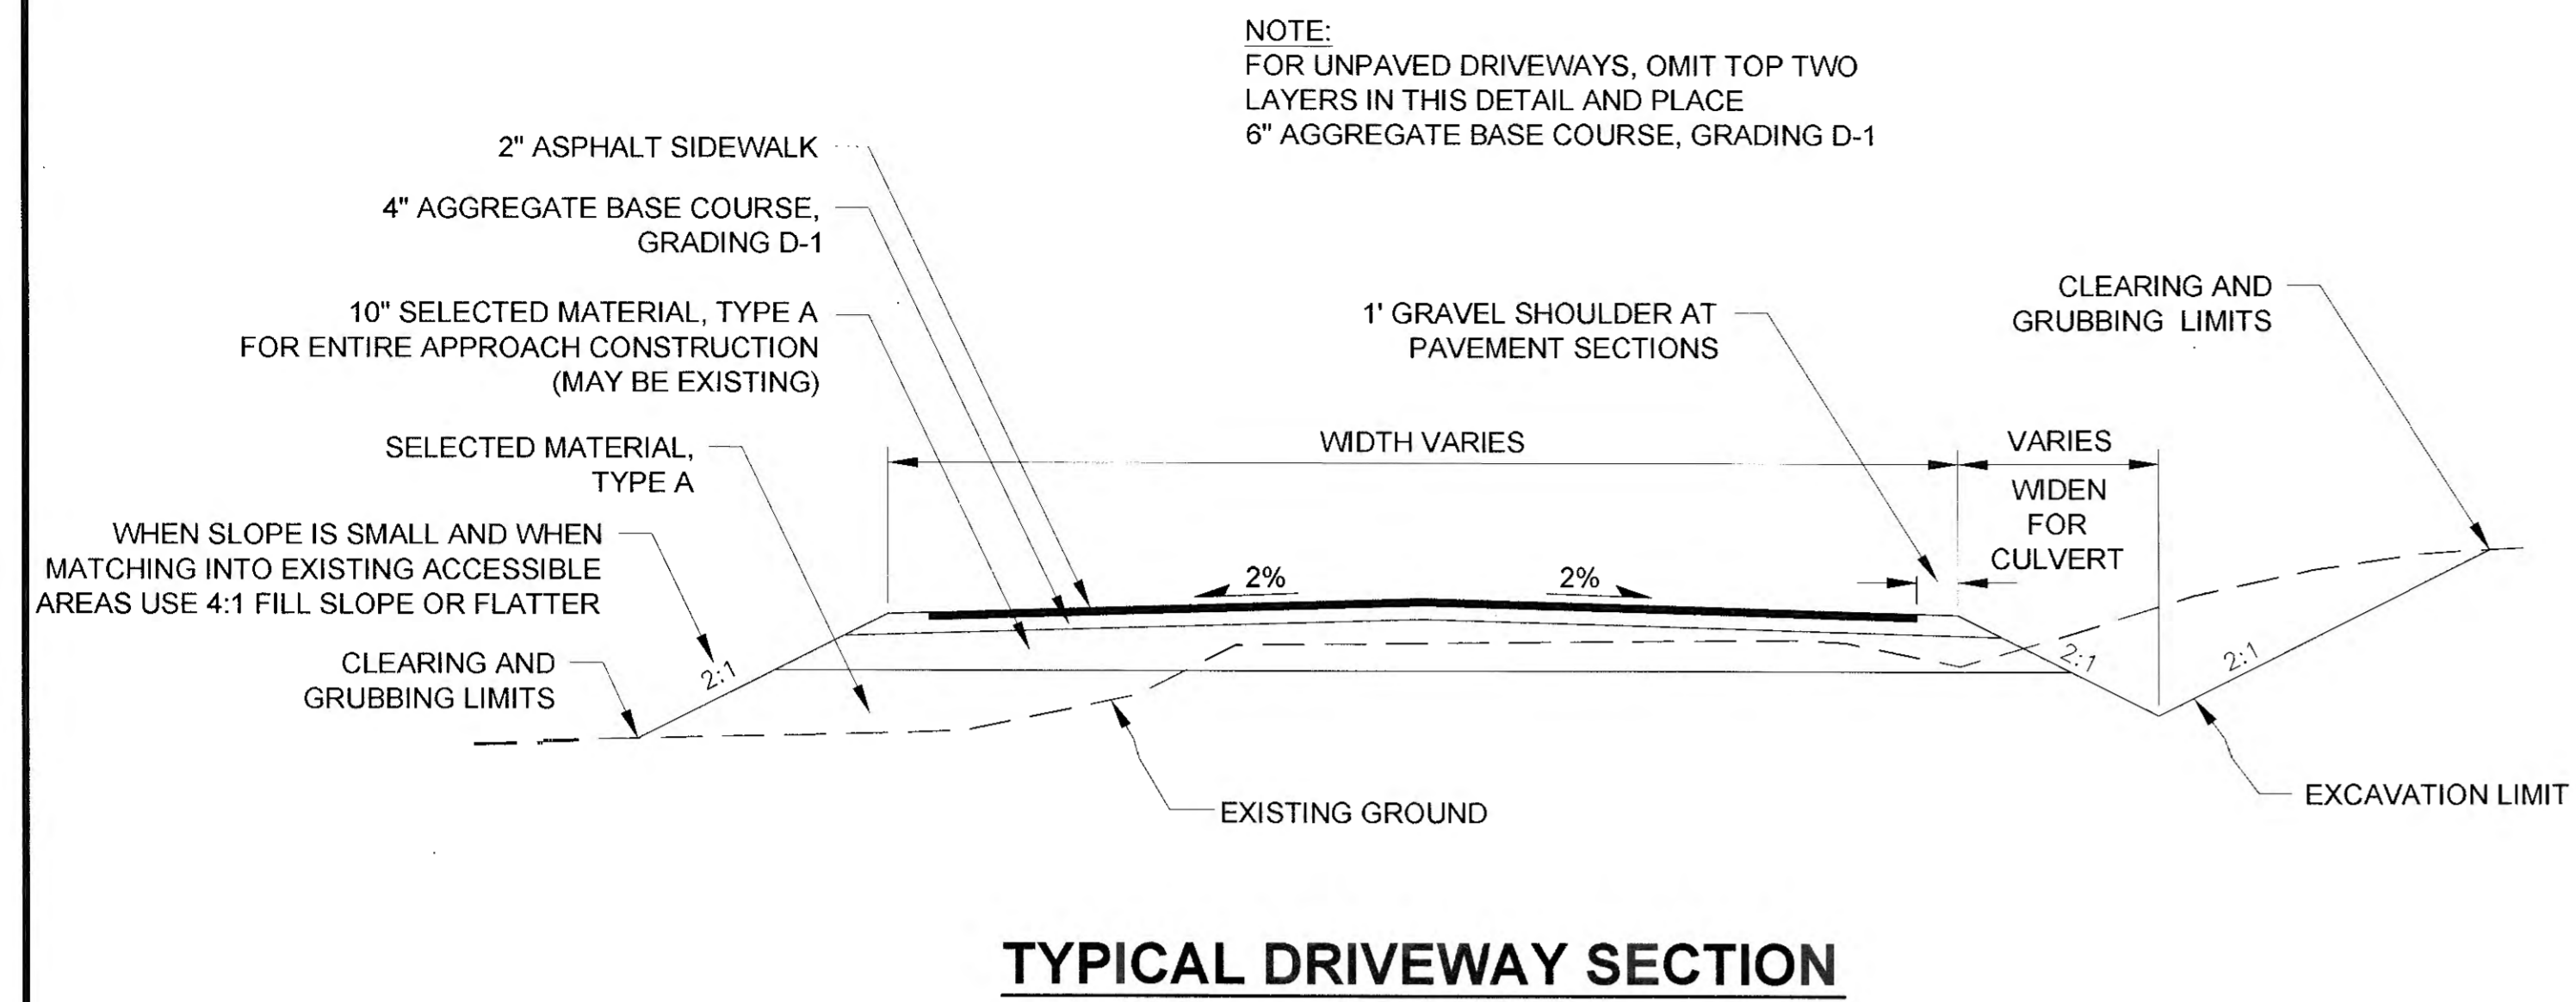 NOTE:
FOR UNPAVED DRIVEWAYS, OMIT TOP TWO
LAYERS IN THIS DETAIL AND PLACE
6" AGGREGATE BASE COURSE, GRADING D-1
2" ASPHALT SIDEWALK
4" AGGREGATE BASE COURSE,
GRADING D-1
10" SELECTED MATERIAL, TYPE A
FOR ENTIRE APPROACH CONSTRUCTION
(MAY BE EXISTING)
SELECTED MATERIAL,
TYPE A
WHEN SLOPE IS SMALL AND WHEN
MATCHING INTO EXISTING ACCESSIBLE
AREAS USE 4:1 FILL SLOPE OR FLATTER
CLEARING AND
GRUBBING LIMITS
2:1
1' GRAVEL SHOULDER AT
PAVEMENT SECTIONS
CLEARING AND
GRUBBING LIMITS
WIDTH VARIES
VARIES
WIDEN
FOR
CULVERT
2%
2%
2:1
2:1
EXISTING GROUND
EXCAVATION LIMIT
TYPICAL DRIVEWAY SECTION